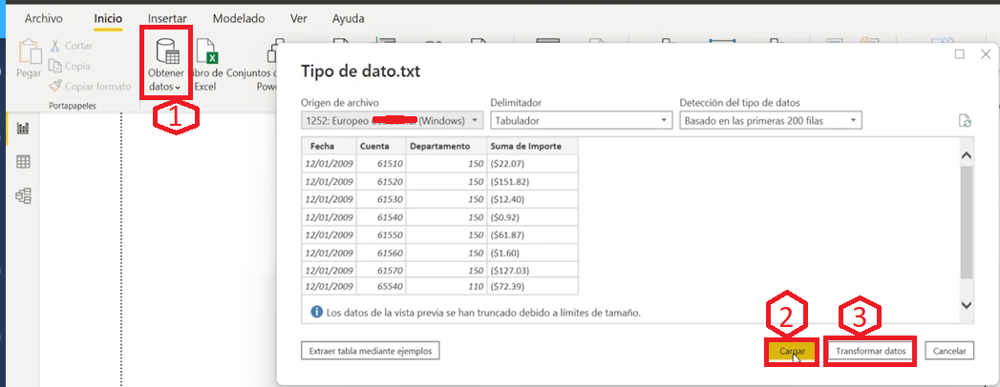 Archivo Inicio Insertar Modelado Ver Ayuda
Pegar
Cortar
Copia
Copiar formato
Portapapeles
Obtener
datos
ibro de
Excel
Conjuntos
Pow
1
Tipo de dato.txt
Origen de archivo Delimitador Detección del tipo de datos
1252: Europeo (Windows) Tabulador Basado en las primeras 200 filas
Fecha Cuenta Departamento Suma de Importe
12/01/2009 61510 150 ($22.07)
12/01/2009 61520 150 ($151.82)
12/01/2009 61530 150 ($12.40)
12/01/2009 61540 150 ($0.92)
12/01/2009 61550 150 ($61.87)
12/01/2009 61560 150 ($1.60)
12/01/2009 61570 150 ($127.03)
12/01/2009 65540 110 ($72.39)
Los datos de la vista previa se han truncado debido a límites de tamaño.
2 3
Extraer tabla mediante ejemplos Cargar Transformar datos Cancelar